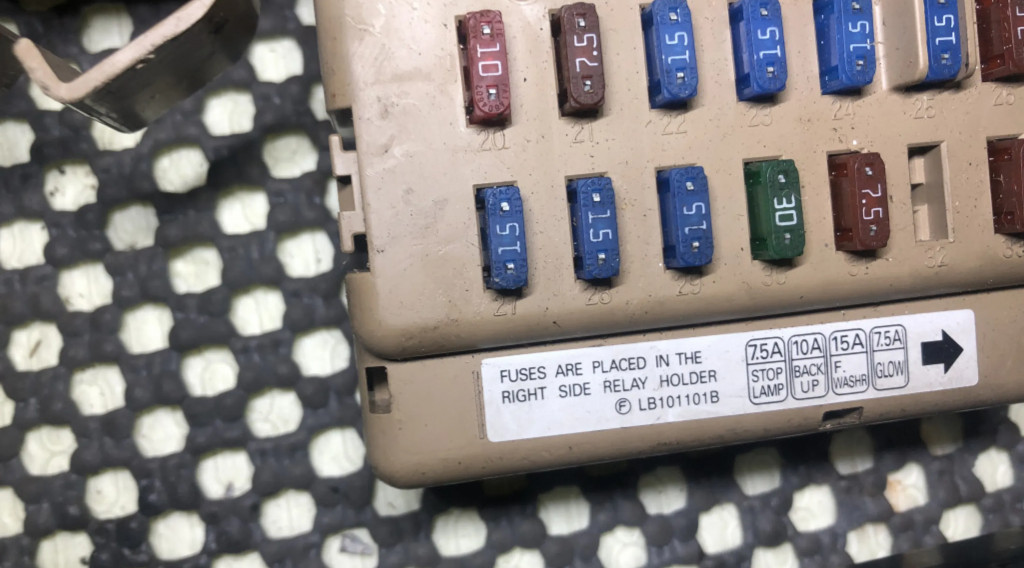 10 7.5 15 15 15 15
20 21 22 23 24 25 26
15 15 15 30 7.5
27 28 29 30 31 32
FUSES ARE PLACED IN THE
RIGHT SIDE RELAY HOLDER
F LB101101B
7.5A STOP LAMP
10A BACK UP
15A F. WASHR
7.5A GLOW